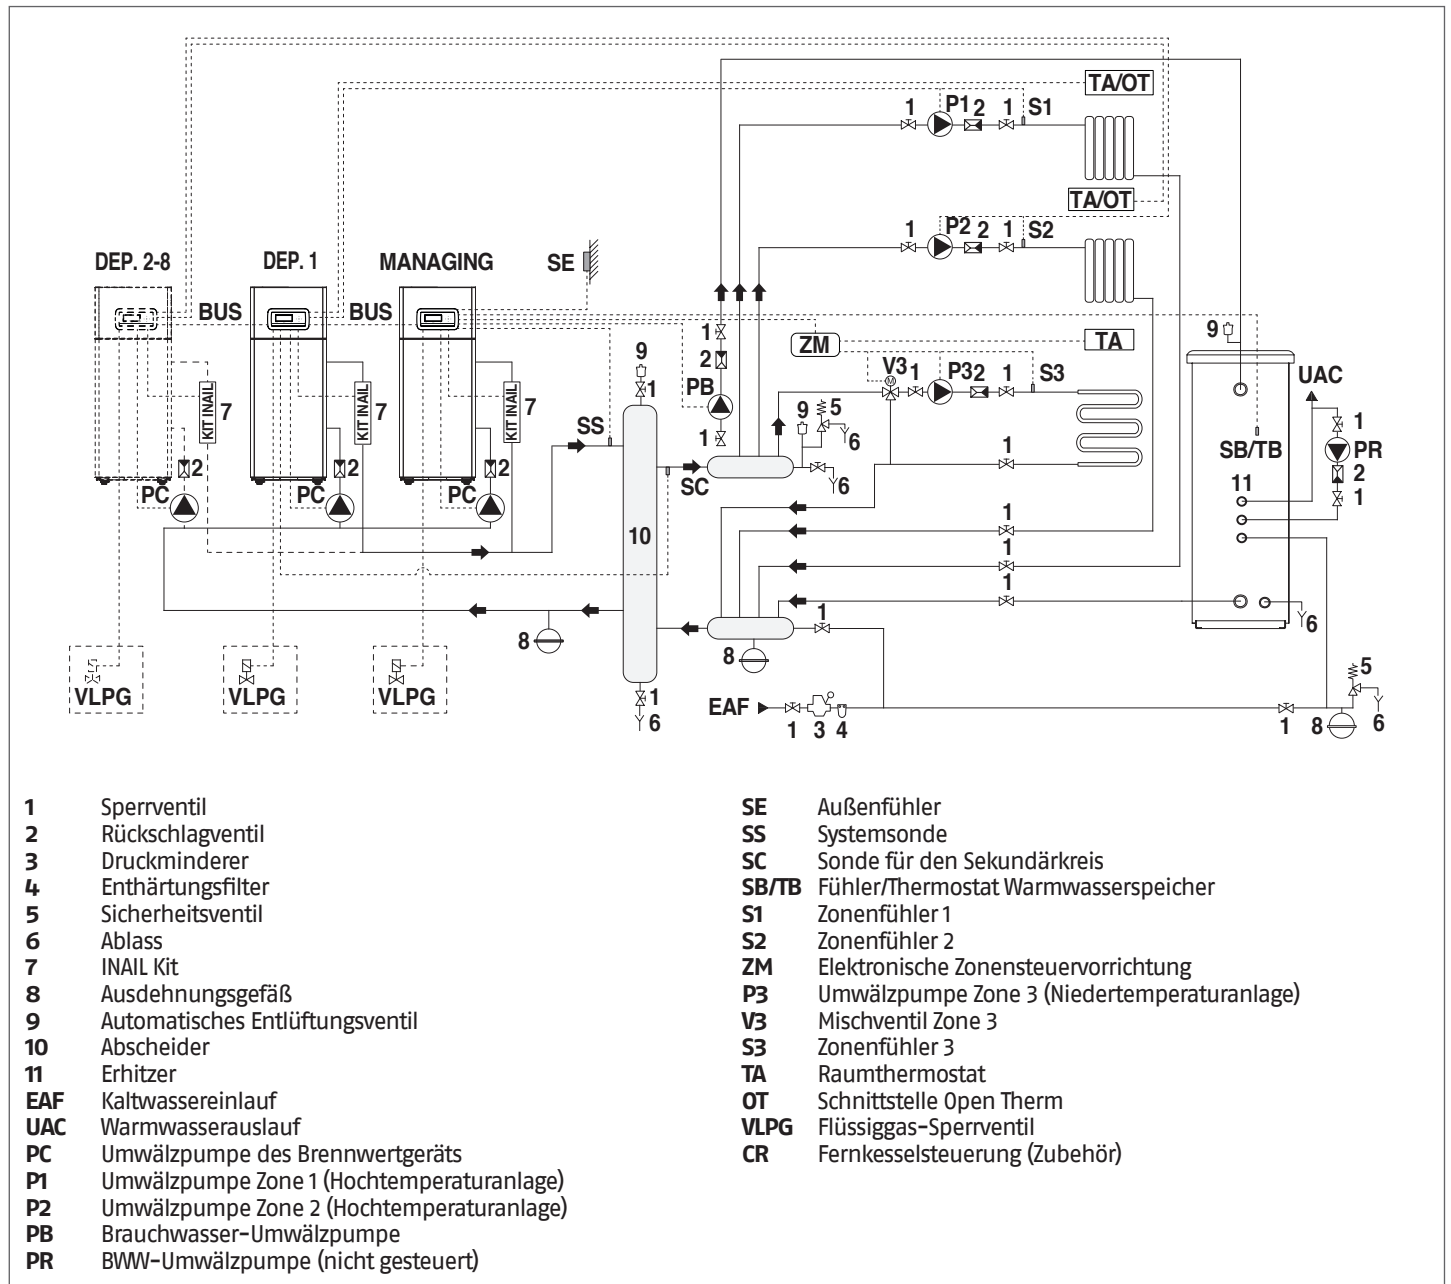 TA/OT
1 P1 2 1 S1
TA/OT
1 P2 2 1 S2
DEP. 2-8 DEP. 1 MANAGING SE
BUS BUS
1
ZM TA 9
9 2 V3 1 P3 2 1 S3
1 PB UAC
KIT INAIL 7 KIT INAIL 7 KIT INAIL 7
9 5 1
SS 1 6 1 SB/TB PR
2 2 2
PC PC PC SC 6 11 2
1
10 1
1
1
1
8 8 6
VLPG VLPG VLPG 1 5
6 EAF 1 3 4 1 8 6
1 Sperrventil
2 Rückschlagventil
3 Druckminderer
4 Enthärtungsfilter
5 Sicherheitsventil
6 Ablass
7 INAIL Kit
8 Ausdehnungsgefäß
9 Automatisches Entlüftungsventil
10 Abscheider
11 Erhitzer
EAF Kaltwassereinlauf
UAC Warmwasserauslauf
PC Umwälzpumpe des Brennwertgeräts
P1 Umwälzpumpe Zone 1 (Hochtemperaturanlage)
P2 Umwälzpumpe Zone 2 (Hochtemperaturanlage)
PB Brauchwasser-Umwälzpumpe
PR BWW-Umwälzpumpe (nicht gesteuert)
SE Außenfühler
SS Systemsonde
SC Sonde für den Sekundärkreis
SB/TB Fühler/Thermostat Warmwasserspeicher
S1 Zonenfühler 1
S2 Zonenfühler 2
ZM Elektronische Zonensteuervorrichtung
P3 Umwälzpumpe Zone 3 (Niedertemperaturanlage)
V3 Mischventil Zone 3
S3 Zonenfühler 3
TA Raumthermostat
OT Schnittstelle Open Therm
VLPG Flüssiggas-Sperrventil
CR Fernkesselsteuerung (Zubehör)